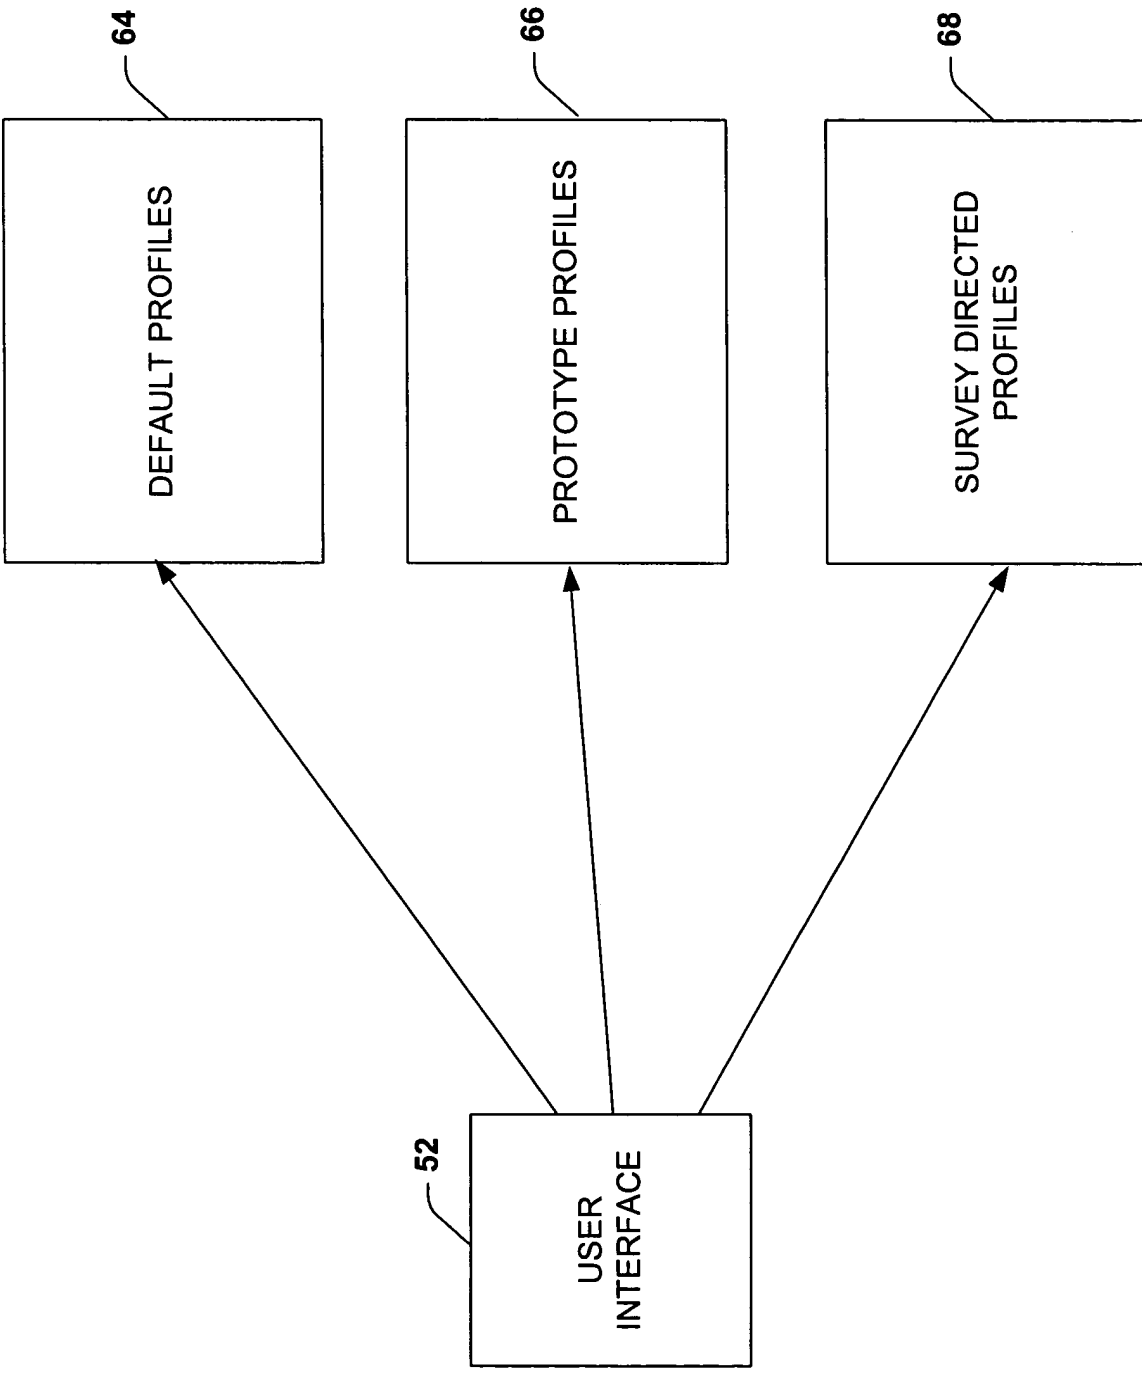 64
DEFAULT PROFILES
66
PROTOTYPE PROFILES
68
SURVEY DIRECTED
PROFILES
52
USER
INTERFACE